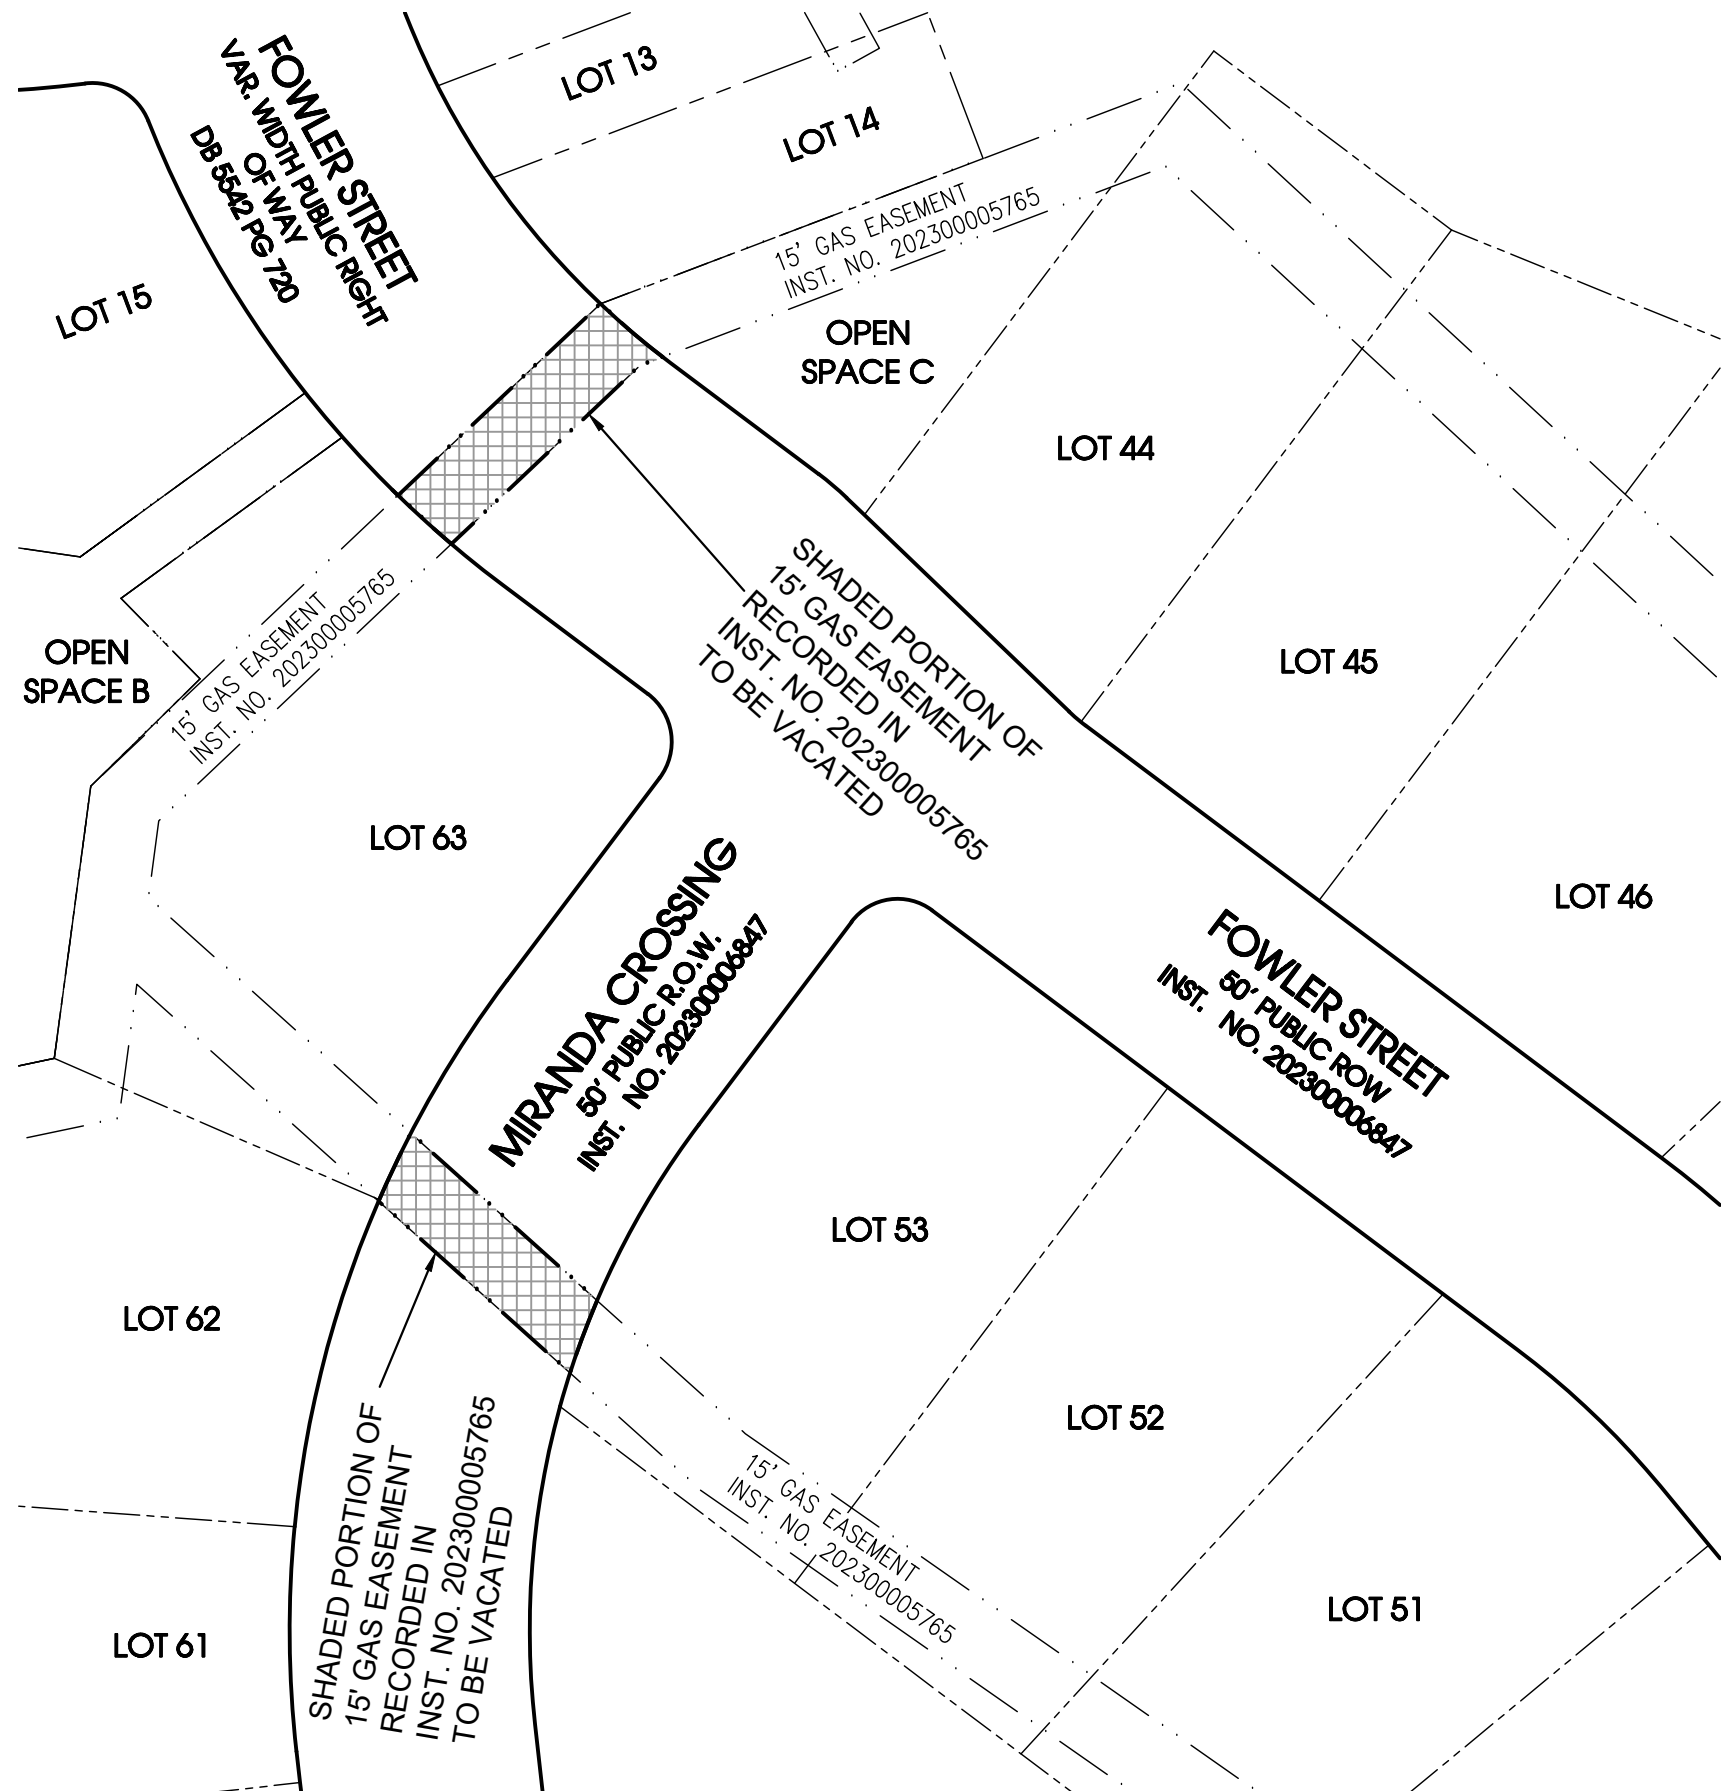 FOWLER STREET
VAR. WIDTH PUBLIC RIGHT
OF WAY
DB 5542 PG 720
LOT 13
LOT 14
LOT 15
15' GAS EASEMENT
INST. NO. 202300005765
OPEN
SPACE C
LOT 44
SHADED PORTION OF
15' GAS EASEMENT
RECORDED IN
INST. NO. 202300005765
TO BE VACATED
15' GAS EASEMENT
INST. NO. 202300005765
OPEN
SPACE B
LOT 45
LOT 63
LOT 46
MIRANDA CROSSING
50' PUBLIC R.O.W.
INST. NO. 202300006847
FOWLER STREET
50' PUBLIC ROW
INST. NO. 202300006847
LOT 53
LOT 62
LOT 52
SHADED PORTION OF
15' GAS EASEMENT
RECORDED IN
INST. NO. 202300005765
TO BE VACATED
15' GAS EASEMENT
INST. NO. 202300005765
LOT 51
LOT 61